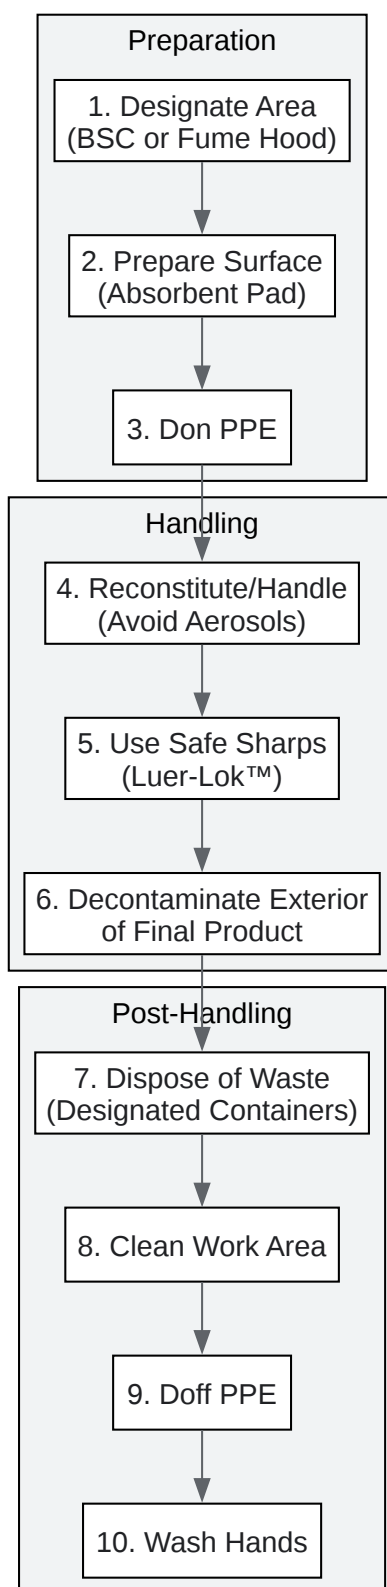 Preparation
1. Designate Area
(BSC or Fume Hood)
2. Prepare Surface
(Absorbent Pad)
3. Don PPE
Handling
4. Reconstitute/Handle
(Avoid Aerosols)
5. Use Safe Sharps
(Luer-Lok™)
6. Decontaminate Exterior
of Final Product
Post-Handling
7. Dispose of Waste
(Designated Containers)
8. Clean Work Area
9. Doff PPE
10. Wash Hands